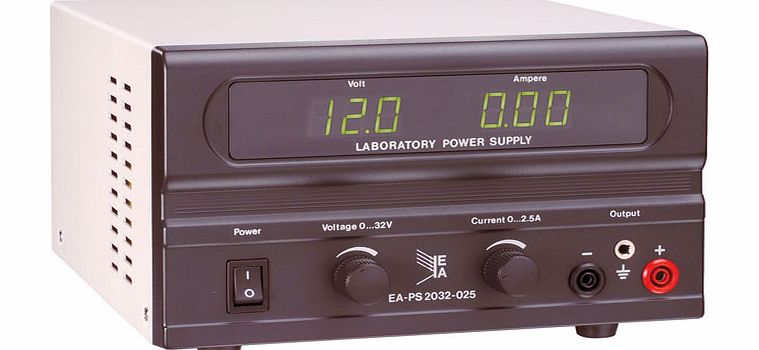 Volt Ampere
12.0 0.00
LABORATORY POWER SUPPLY
Power Voltage 0...32V Current 0...2.5A Output
I
O
EA
- +
EA-PS 2032-025